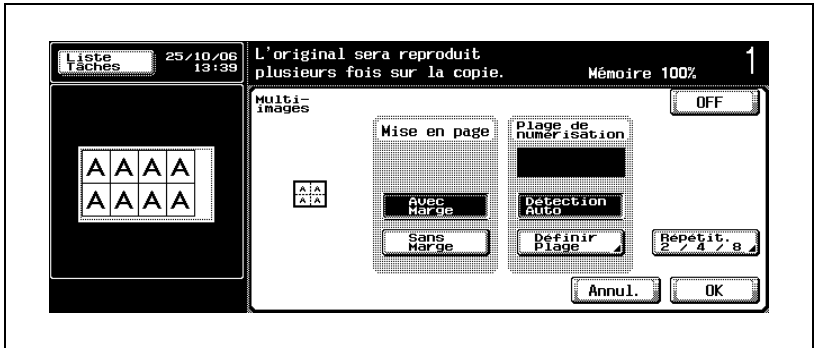 Liste
Tâches
25/10/06
13:39
L'original sera reproduit
plusieurs fois sur la copie.
Mémoire 100%
1
Multi-
images
OFF
Mise en page
Plage de
numérisation
A A A A
A A A A
A A
A A
Avec
Marge
Détection
Auto
Sans
Marge
Définir
Plage
Répétit.
2 / 4 / 8
Annul.
OK